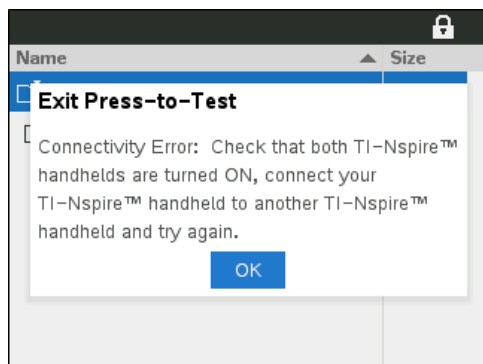 Name Size
Exit Press-to-Test
Connectivity Error: Check that both TI-Nspire™
handhelds are turned ON, connect your
TI-Nspire™ handheld to another TI-Nspire™
handheld and try again.
OK